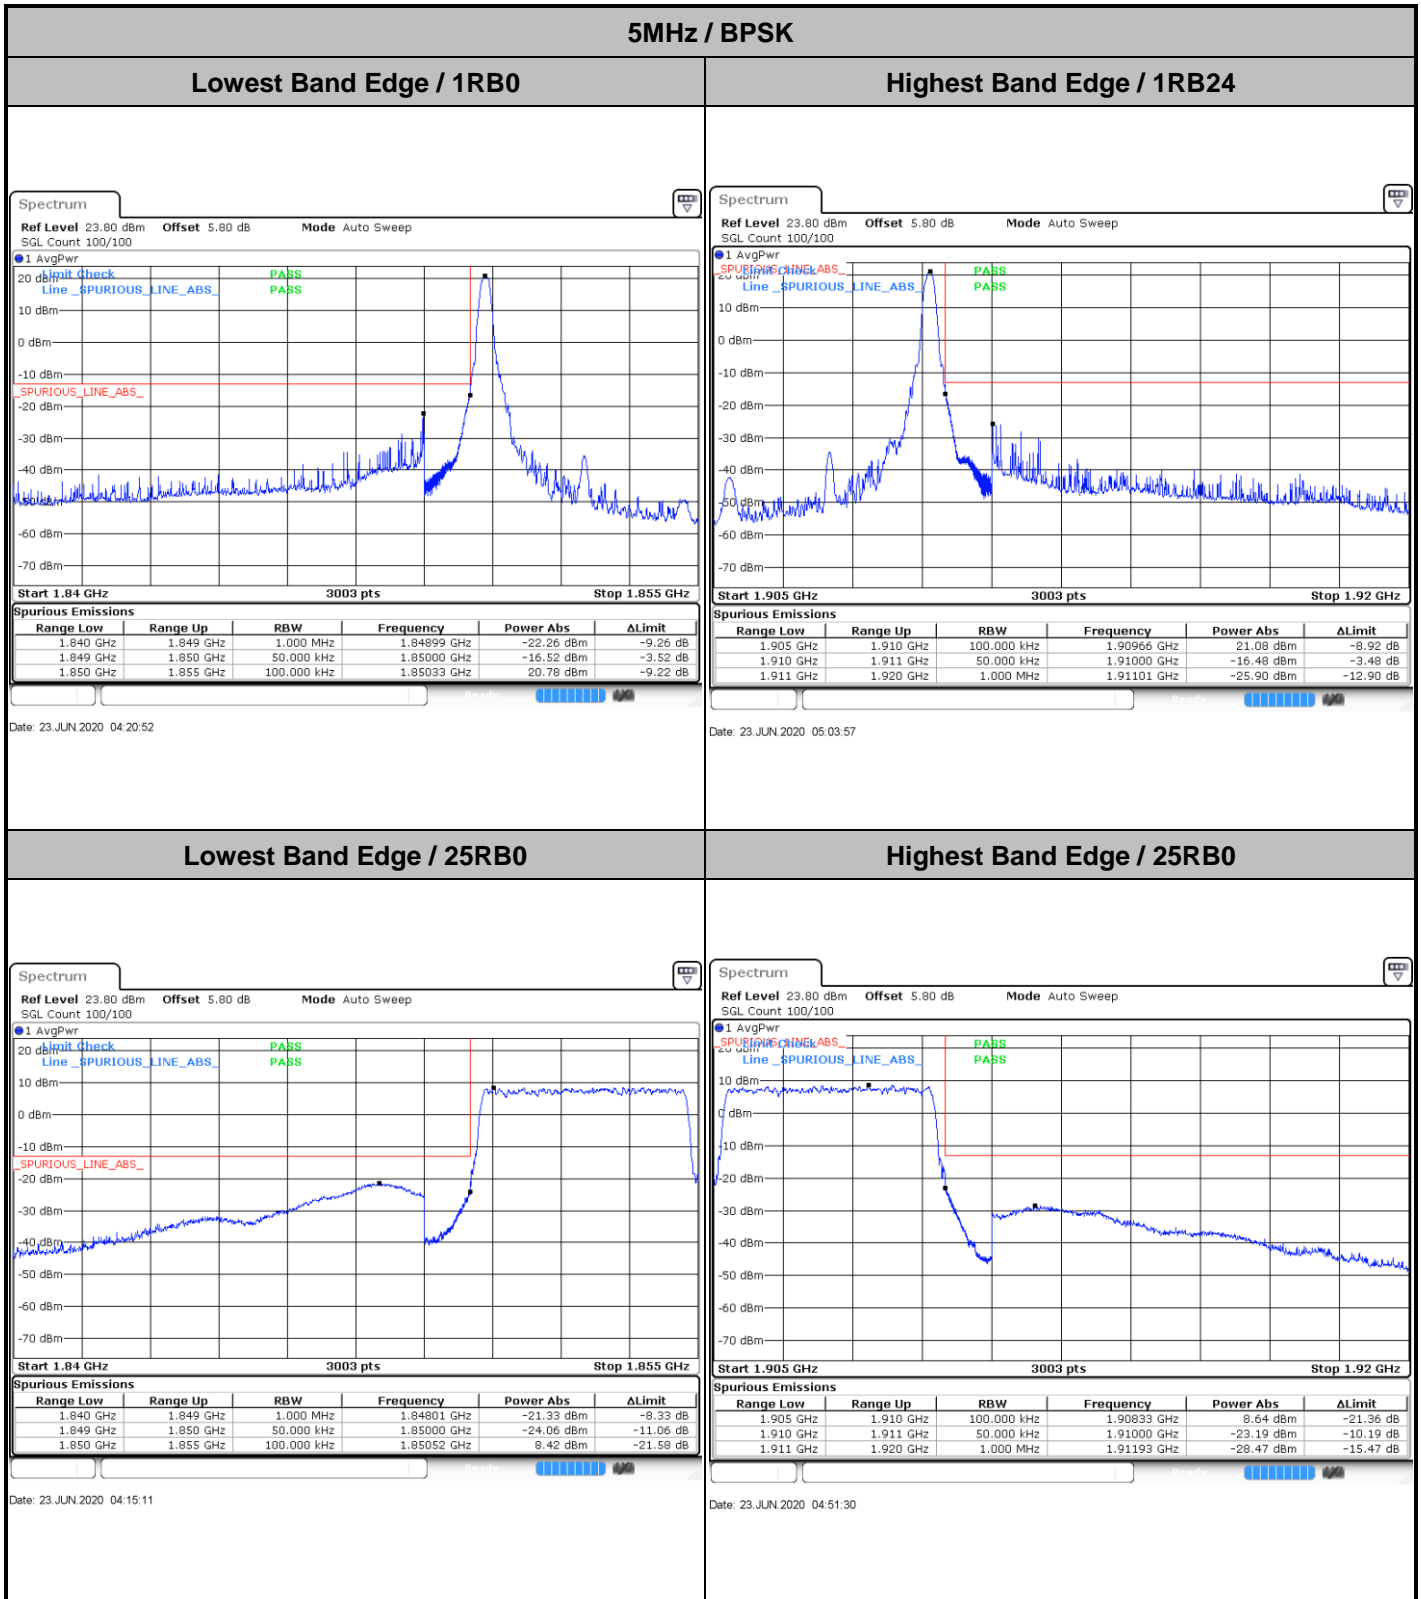 5MHz / BPSK
Lowest Band Edge / 1RB0
Highest Band Edge / 1RB24
Spectrum
Ref Level 23.80 dBm Offset 5.80 dB Mode Auto Sweep
SGL Count 100/100
1 AvgPwr
Limit Check PASS
Line _SPURIOUS_LINE_ABS_ PASS
20 dBm
10 dBm
0 dBm
-10 dBm
_SPURIOUS_LINE_ABS_
-20 dBm
-30 dBm
-40 dBm
-50 dBm
-60 dBm
-70 dBm
Start 1.84 GHz 3003 pts Stop 1.855 GHz
Spurious Emissions
Range Low Range Up RBW Frequency Power Abs ΔLimit
1.840 GHz 1.849 GHz 1.000 MHz 1.84899 GHz -22.26 dBm -9.26 dB
1.849 GHz 1.850 GHz 50.000 kHz 1.85000 GHz -16.52 dBm -3.52 dB
1.850 GHz 1.855 GHz 100.000 kHz 1.85033 GHz 20.78 dBm -9.22 dB
Ready
Date: 23.JUN.2020 04:20:52
Spectrum
Ref Level 23.80 dBm Offset 5.80 dB Mode Auto Sweep
SGL Count 100/100
1 AvgPwr
_SPURIOUS_LINE_ABS_
Limit Check PASS
Line _SPURIOUS_LINE_ABS_ PASS
20 dBm
10 dBm
0 dBm
-10 dBm
-20 dBm
-30 dBm
-40 dBm
-50 dBm
-60 dBm
-70 dBm
Start 1.905 GHz 3003 pts Stop 1.92 GHz
Spurious Emissions
Range Low Range Up RBW Frequency Power Abs ΔLimit
1.905 GHz 1.910 GHz 100.000 kHz 1.90966 GHz 21.08 dBm -8.92 dB
1.910 GHz 1.911 GHz 50.000 kHz 1.91000 GHz -16.48 dBm -3.48 dB
1.911 GHz 1.920 GHz 1.000 MHz 1.91101 GHz -25.90 dBm -12.90 dB
Ready
Date: 23.JUN.2020 05:03:57
Lowest Band Edge / 25RB0
Highest Band Edge / 25RB0
Spectrum
Ref Level 23.80 dBm Offset 5.80 dB Mode Auto Sweep
SGL Count 100/100
1 AvgPwr
Limit Check PASS
Line _SPURIOUS_LINE_ABS_ PASS
20 dBm
10 dBm
0 dBm
-10 dBm
_SPURIOUS_LINE_ABS_
-20 dBm
-30 dBm
-40 dBm
-50 dBm
-60 dBm
-70 dBm
Start 1.84 GHz 3003 pts Stop 1.855 GHz
Spurious Emissions
Range Low Range Up RBW Frequency Power Abs ΔLimit
1.840 GHz 1.849 GHz 1.000 MHz 1.84801 GHz -21.33 dBm -8.33 dB
1.849 GHz 1.850 GHz 50.000 kHz 1.85000 GHz -24.06 dBm -11.06 dB
1.850 GHz 1.855 GHz 100.000 kHz 1.85052 GHz 8.42 dBm -21.58 dB
Ready
Date: 23.JUN.2020 04:15:11
Spectrum
Ref Level 23.80 dBm Offset 5.80 dB Mode Auto Sweep
SGL Count 100/100
1 AvgPwr
_SPURIOUS_LINE_ABS_
Limit Check PASS
Line _SPURIOUS_LINE_ABS_ PASS
20 dBm
10 dBm
0 dBm
-10 dBm
-20 dBm
-30 dBm
-40 dBm
-50 dBm
-60 dBm
-70 dBm
Start 1.905 GHz 3003 pts Stop 1.92 GHz
Spurious Emissions
Range Low Range Up RBW Frequency Power Abs ΔLimit
1.905 GHz 1.910 GHz 100.000 kHz 1.90833 GHz 8.64 dBm -21.36 dB
1.910 GHz 1.911 GHz 50.000 kHz 1.91000 GHz -23.19 dBm -10.19 dB
1.911 GHz 1.920 GHz 1.000 MHz 1.91193 GHz -28.47 dBm -15.47 dB
Ready
Date: 23.JUN.2020 04:51:30